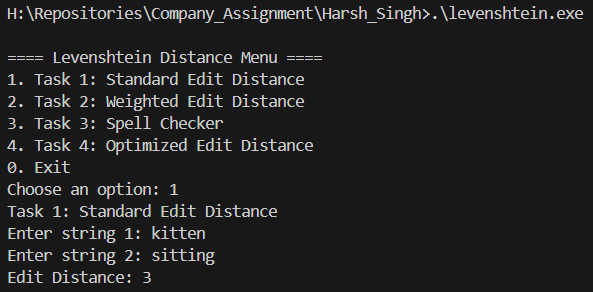 H:\Repositories\Company_Assignment\Harsh_Singh>.\levenshtein.exe
==== Levenshtein Distance Menu ====
1. Task 1: Standard Edit Distance
2. Task 2: Weighted Edit Distance
3. Task 3: Spell Checker
4. Task 4: Optimized Edit Distance
0. Exit
Choose an option: 1
Task 1: Standard Edit Distance
Enter string 1: kitten
Enter string 2: sitting
Edit Distance: 3